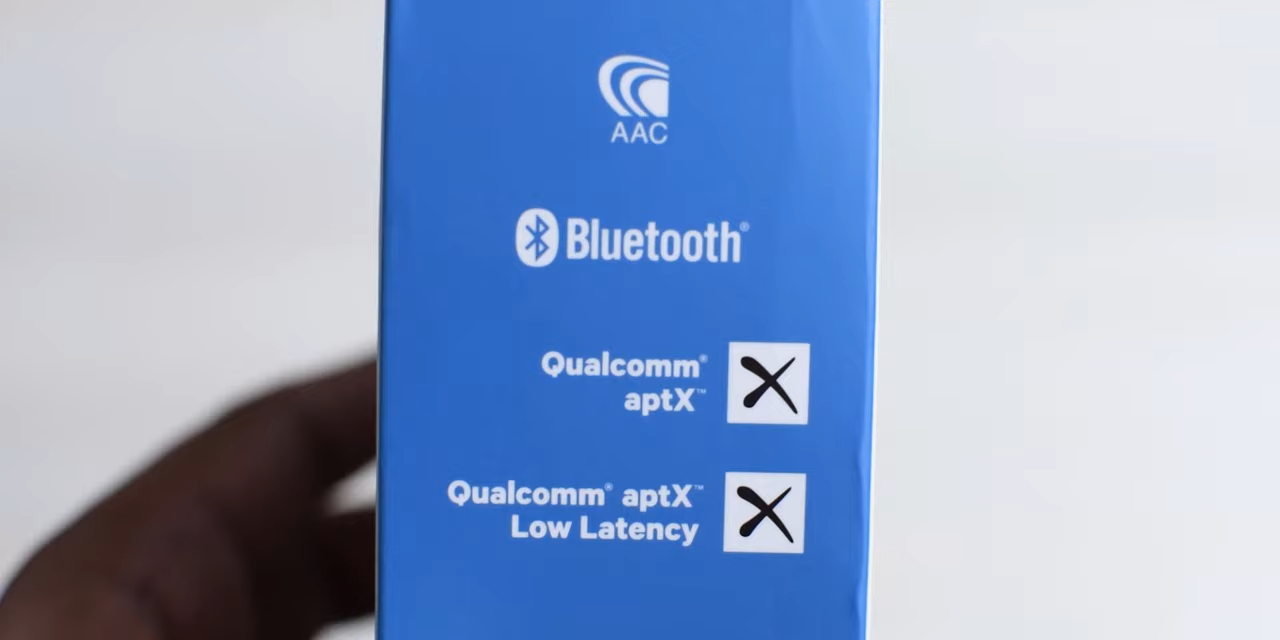 AAC
Bluetooth®
Qualcomm®
aptX™
Qualcomm® aptX™
Low Latency